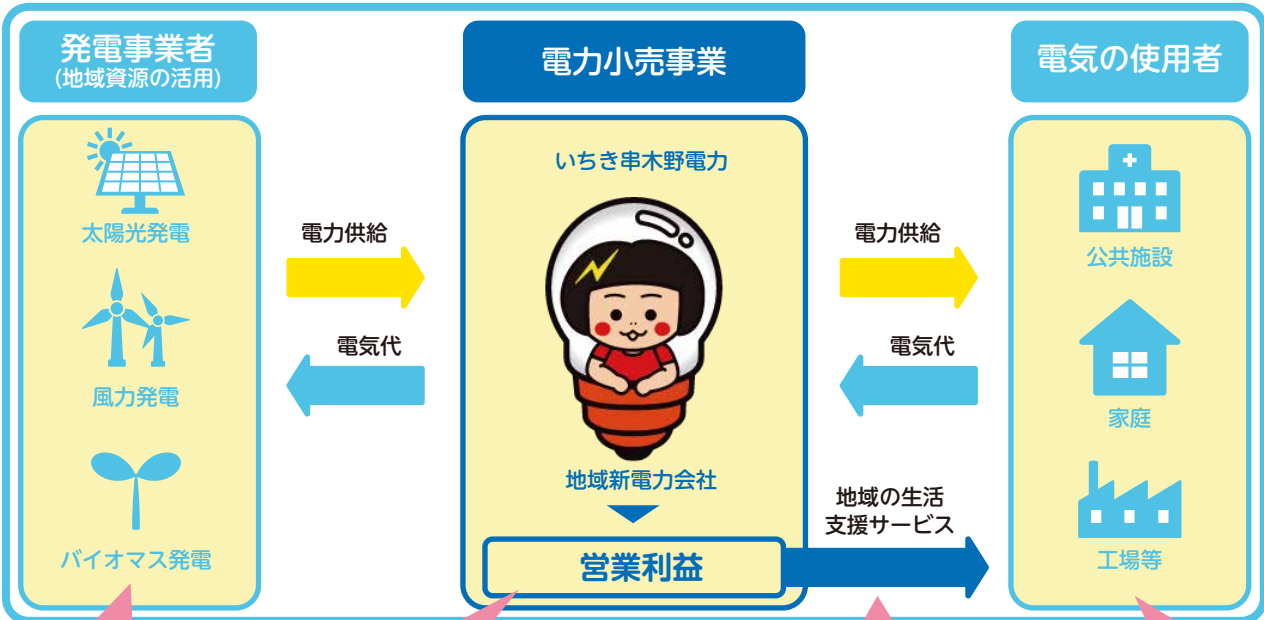 発電事業者
(地域資源の活用)
太陽光発電
風力発電
バイオマス発電
電力供給
電気代
電力小売事業
いちき串木野電力
地域新電力会社
営業利益
電力供給
電気代
地域の生活
支援サービス
電気の使用者
公共施設
家庭
工場等